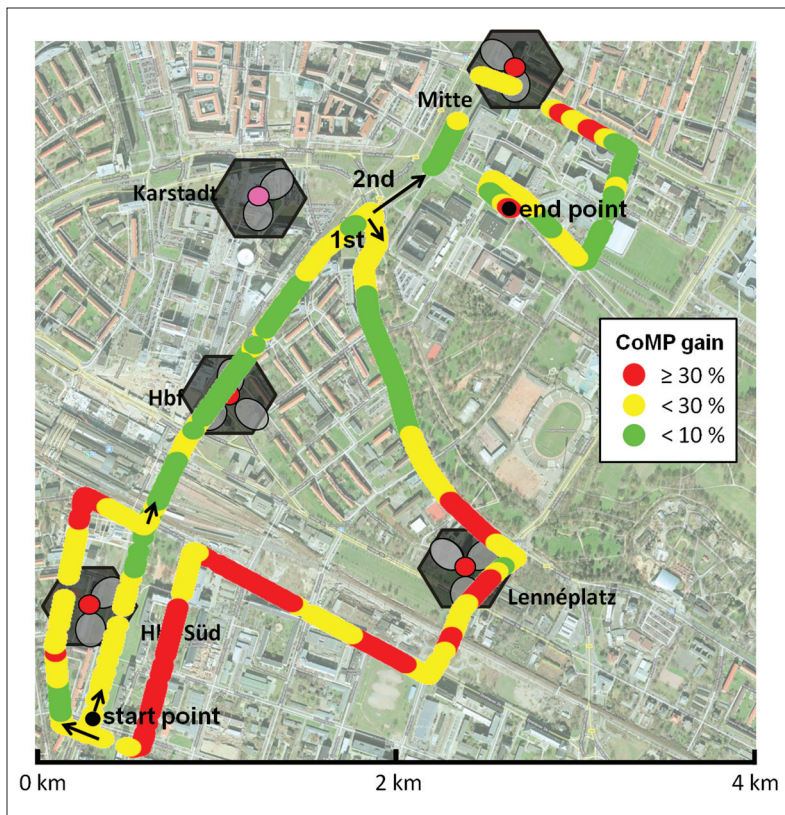 Mitte
Karstadt
2nd
1st
end point
CoMP gain
≥ 30 %
< 30 %
< 10 %
Hbf
Lennéplatz
Süd
start point
0 km
2 km
4 km